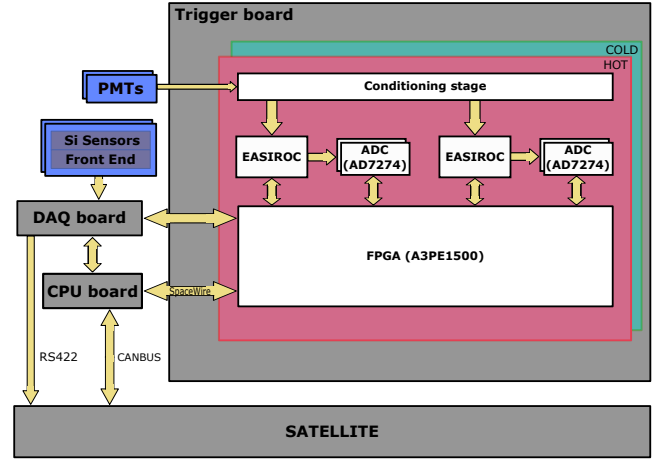 Trigger board
COLD
HOT
PMTs
Conditioning stage
Si Sensors
Front End
EASIROC
ADC
(AD7274)
EASIROC
ADC
(AD7274)
DAQ board
FPGA (A3PE1500)
CPU board
SpaceWire
RS422
CANBUS
SATELLITE